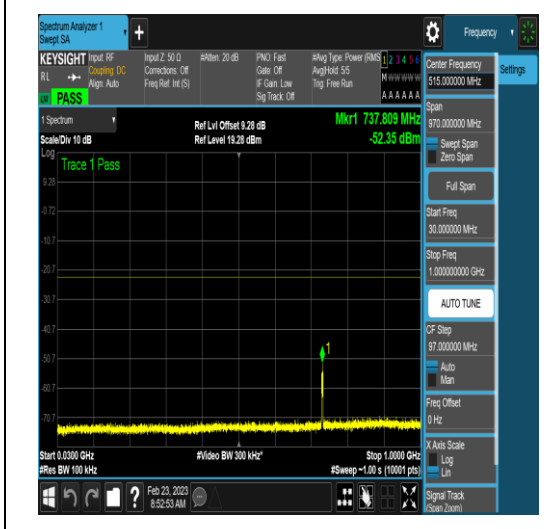 Spectrum Analyzer 1
Swept SA
+
Frequency
KEYSIGHT
Input: RF
Coupling: DC
Align: Auto
Input Z: 50 Ω
Corrections: Off
Freq Ref: Int (S)
#Atten: 20 dB
PNO: Fast
Gate: Off
IF Gain: Low
Sig Track: Off
#Avg Type: Power (RMS
Avg|Hold: 5/5
Trig: Free Run
1 2 3 4 5 6
M W W W W W
A A A A A A
RL
PASS
Center Frequency
515.000000 MHz
Settings
Span
970.000000 MHz
Swept Span
Zero Span
Full Span
Start Freq
30.000000 MHz
Stop Freq
1.000000000 GHz
AUTO TUNE
CF Step
97.000000 MHz
Auto
Man
Freq Offset
0 Hz
X Axis Scale
Log
Lin
Signal Track
(Span Zoom)
1 Spectrum
Scale/Div 10 dB
Log
Ref Lvl Offset 9.28 dB
Ref Level 19.28 dBm
Mkr1 737.809 MHz
-52.35 dBm
Trace 1 Pass
9.28
-0.72
-10.7
-20.7
-30.7
-40.7
-50.7
-60.7
-70.7
1
Start 0.0300 GHz
#Res BW 100 kHz
#Video BW 300 kHz*
Stop 1.0000 GHz
#Sweep ~1.00 s (10001 pts)
?
Feb 23, 2023
8:52:53 AM